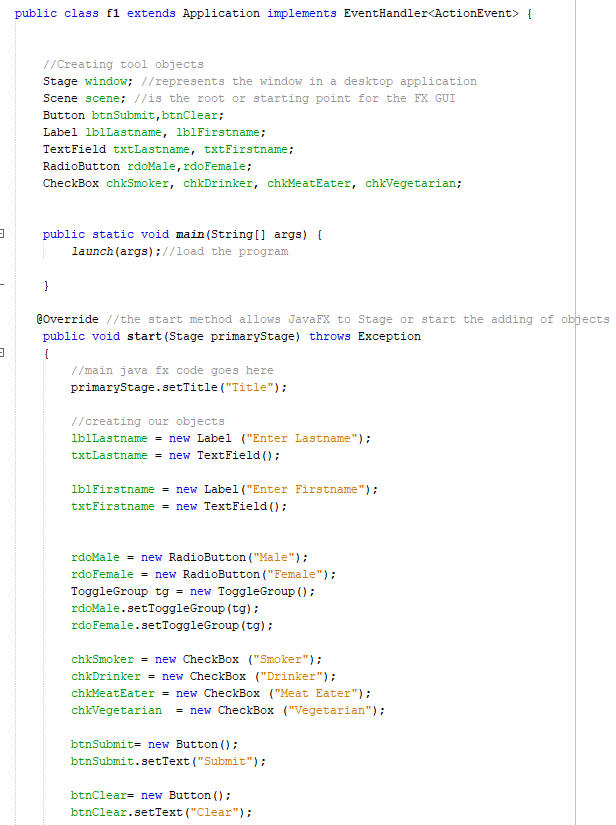 public class f1 extends Application implements EventHandler<ActionEvent> {
//Creating tool objects
Stage window; //represents the window in a desktop application
Scene scene; //is the root or starting point for the FX GUI
Button btnSubmit,btnClear;
Label lblLastname, lblFirstname;
TextField txtLastname, txtFirstname;
RadioButton rdoMale,rdoFemale;
CheckBox chkSmoker, chkDrinker, chkMeatEater, chkVegetarian;
public static void main(String[] args) {
launch(args);//load the program
}
@Override //the start method allows JavaFX to Stage or start the adding of objects
public void start(Stage primaryStage) throws Exception
{
//main java fx code goes here
primaryStage.setTitle("Title");
//creating our objects
lblLastname = new Label ("Enter Lastname");
txtLastname = new TextField();
lblFirstname = new Label("Enter Firstname");
txtFirstname = new TextField();
rdoMale = new RadioButton("Male");
rdoFemale = new RadioButton("Female");
ToggleGroup tg = new ToggleGroup();
rdoMale.setToggleGroup(tg);
rdoFemale.setToggleGroup(tg);
chkSmoker = new CheckBox ("Smoker");
chkDrinker = new CheckBox ("Drinker");
chkMeatEater = new CheckBox ("Meat Eater");
chkVegetarian  = new CheckBox ("Vegetarian");
btnSubmit= new Button();
btnSubmit.setText("Submit");
btnClear= new Button();
btnClear.setText("Clear");